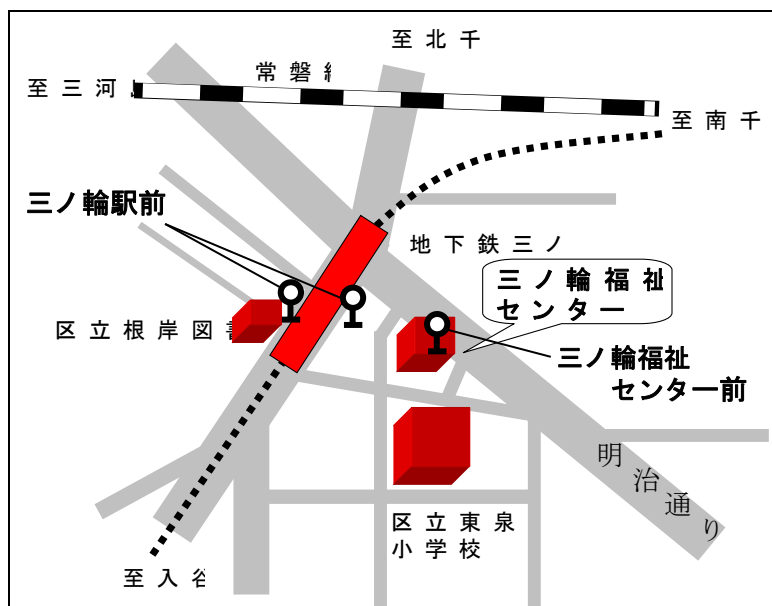 至北千
常磐
至三河
至南千
三ノ輪駅前
地下鉄三ノ
三ノ輪福祉
センター
区立根岸図書
三ノ輪福祉
センター前
明治通り
区立東泉
小学校
至入谷